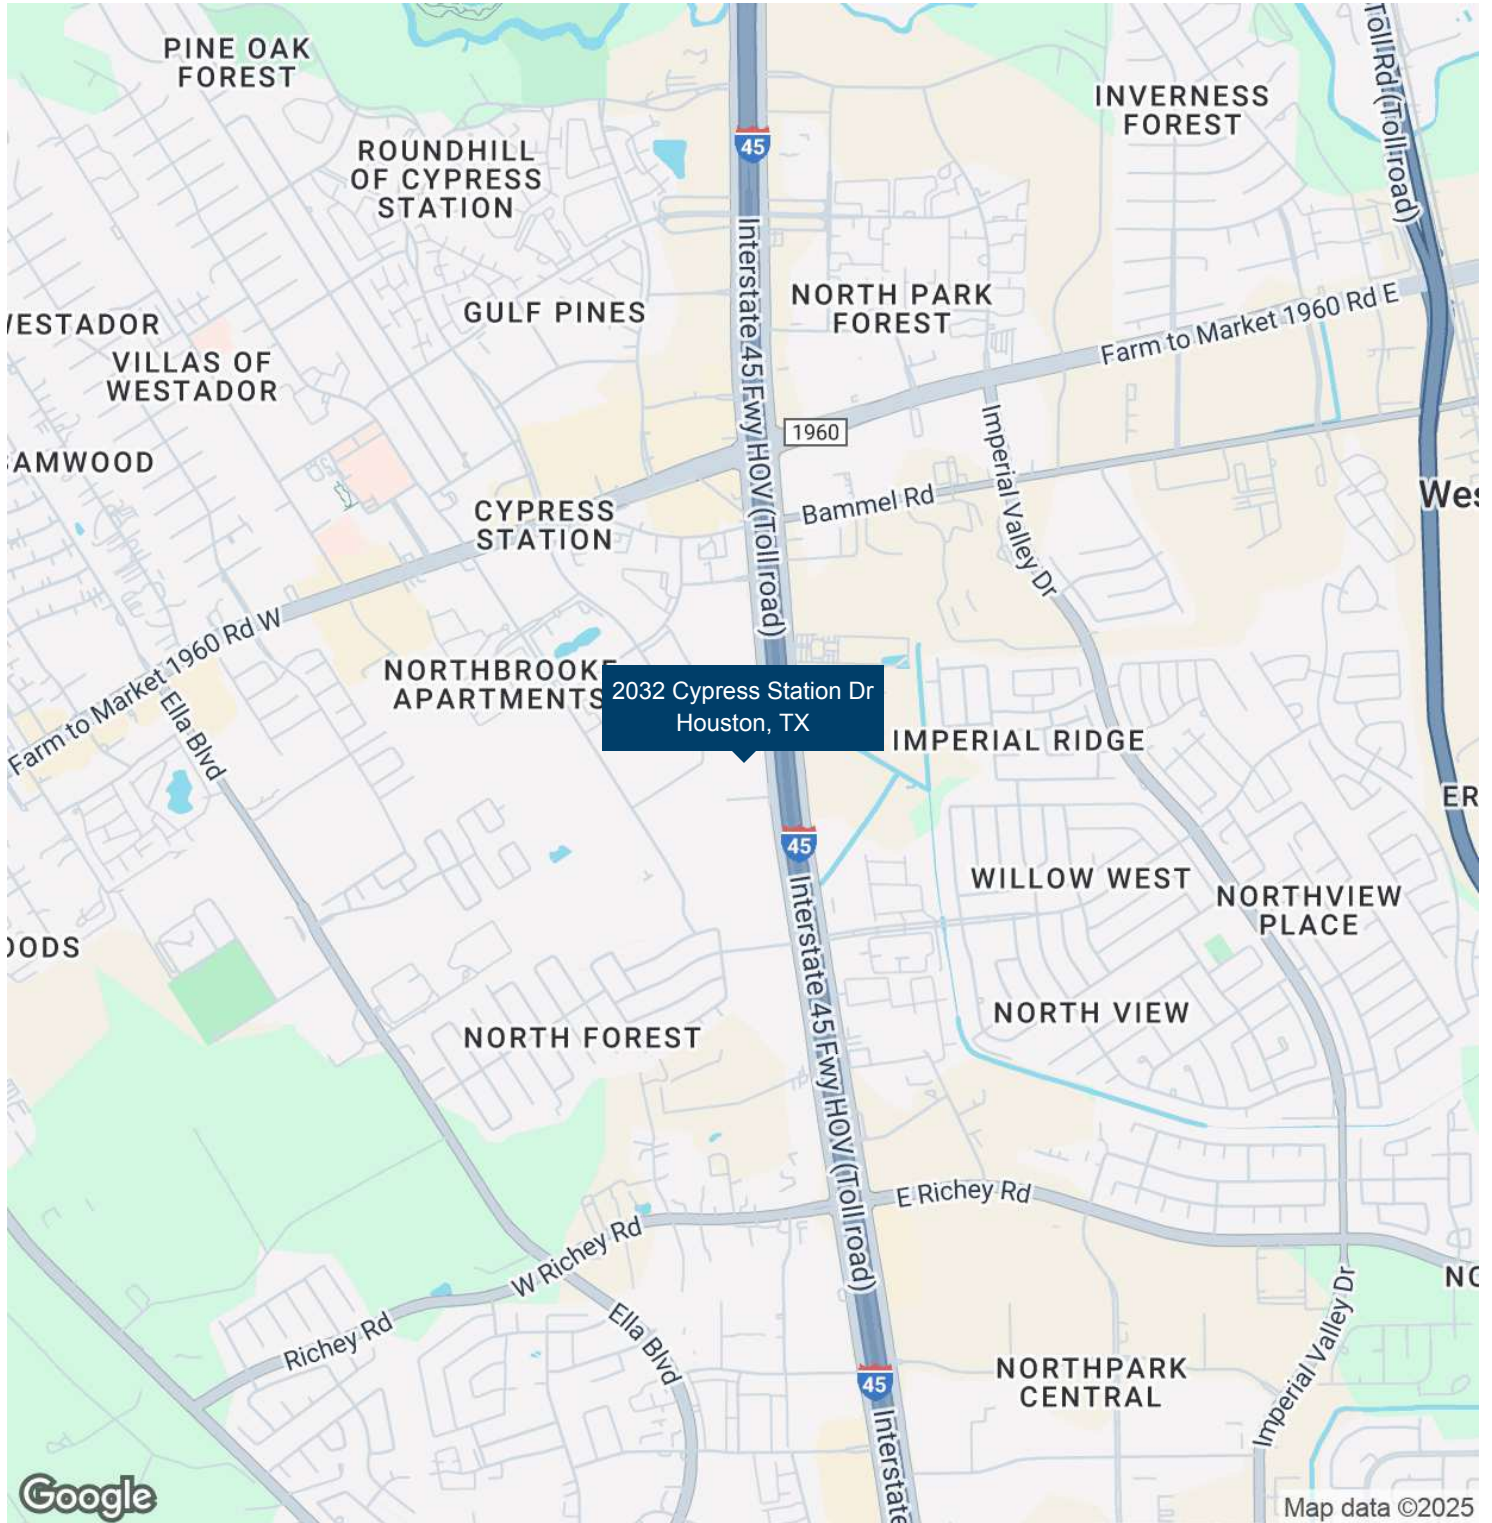 PINE OAK
FOREST
Toll Rd (Toll road)
INVERNESS
FOREST
45
ROUNDHILL
OF CYPRESS
STATION
Interstate 45 Fwy HOV (Toll road)
GULF PINES
NORTH PARK
FOREST
Farm to Market 1960 Rd E
VESTADOR
VILLAS OF
WESTADOR
1960
Imperial Valley Dr
AMWOOD
Bammel Rd
Wes
CYPRESS
STATION
Farm to Market 1960 Rd W
Ella Blvd
NORTHBROOKE
APARTMENTS
2032 Cypress Station Dr
Houston, TX
IMPERIAL RIDGE
ER
45
WILLOW WEST
NORTHVIEW
PLACE
OODS
Interstate 45 Fwy HOV (Toll road)
NORTH VIEW
NORTH FOREST
E Richey Rd
W Richey Rd
NO
Richey Rd
Ella Blvd
Imperial Valley Dr
45
NORTHPARK
CENTRAL
Interstate
Google
Map data ©2025